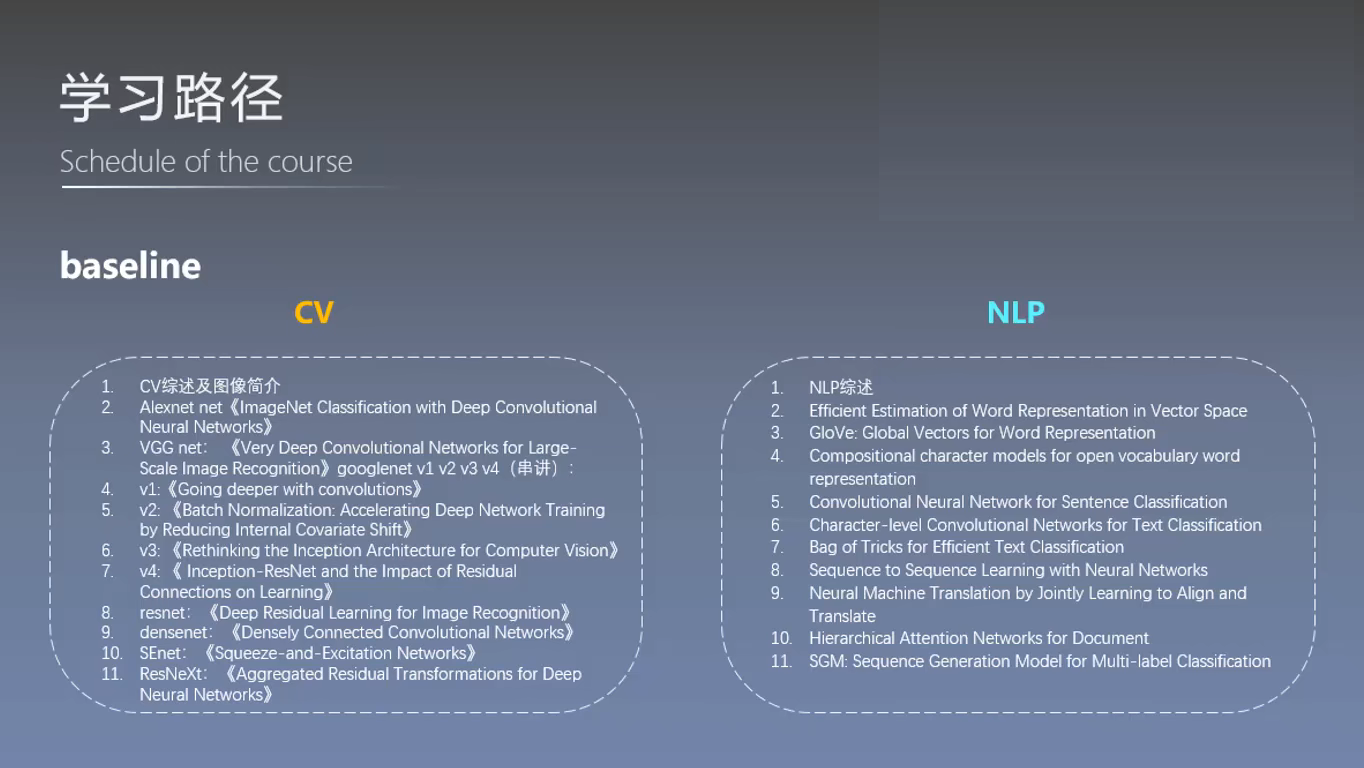 学习路径
Schedule of the course
baseline
CV
1. CV综述及图像简介
2. Alexnet net《ImageNet Classification with Deep Convolutional
Neural Networks》
3. VGG net：《Very Deep Convolutional Networks for Large-
Scale Image Recognition》googlenet v1 v2 v3 v4（串讲）：
4. v1:《Going deeper with convolutions》
5. v2: 《Batch Normalization: Accelerating Deep Network Training
by Reducing Internal Covariate Shift》
6. v3: 《Rethinking the Inception Architecture for Computer Vision》
7. v4: 《 Inception-ResNet and the Impact of Residual
Connections on Learning》
8. resnet：《Deep Residual Learning for Image Recognition》
9. densenet：《Densely Connected Convolutional Networks》
10. SEnet：《Squeeze-and-Excitation Networks》
11. ResNeXt：《Aggregated Residual Transformations for Deep
Neural Networks》
NLP
1. NLP综述
2. Efficient Estimation of Word Representation in Vector Space
3. GloVe: Global Vectors for Word Representation
4. Compositional character models for open vocabulary word
representation
5. Convolutional Neural Network for Sentence Classification
6. Character-level Convolutional Networks for Text Classification
7. Bag of Tricks for Efficient Text Classification
8. Sequence to Sequence Learning with Neural Networks
9. Neural Machine Translation by Jointly Learning to Align and
Translate
10. Hierarchical Attention Networks for Document
11. SGM: Sequence Generation Model for Multi-label Classification